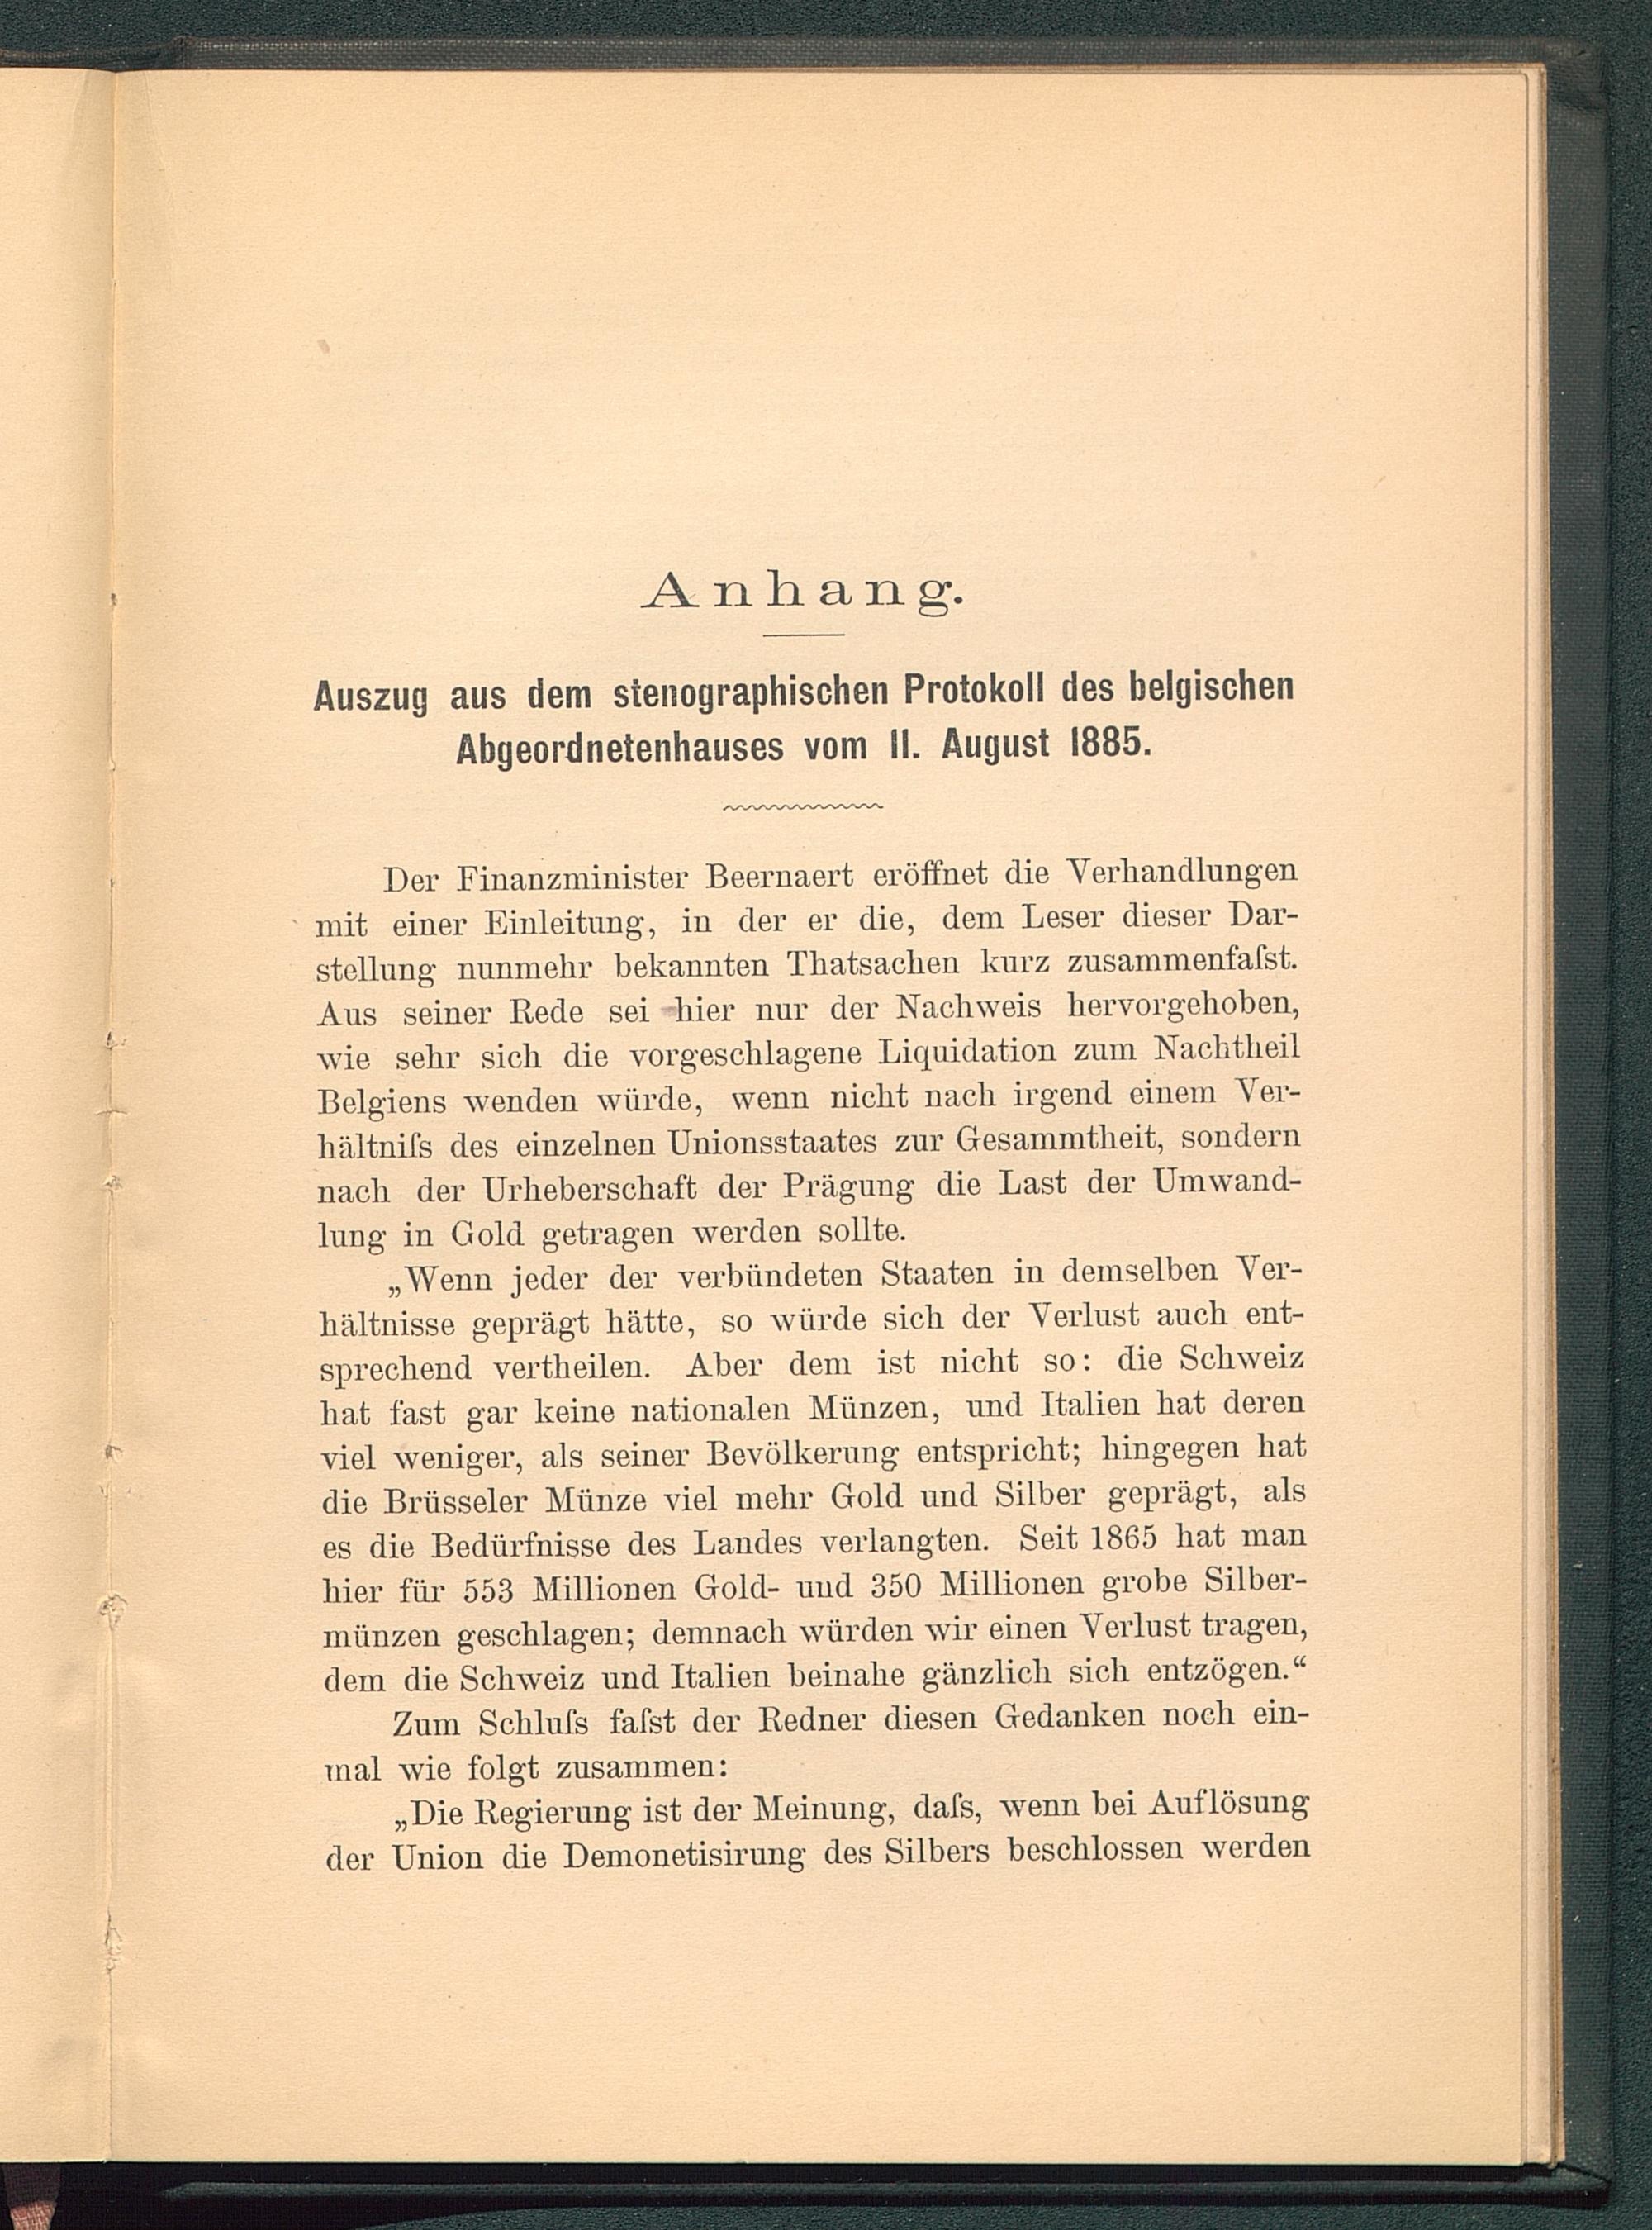 Anhang.
Auszug aus dem stenographischen Protokoll des belgischen
Abgeordnetenhauses vom 11. August 1885.
Der Finanzminister Beernaert eröffnet die Verhandlungen
mit einer Einleitung, in der er die, dem Leser dieser Dar-
stellung nunmehr bekannten Thatsachen kurz zusammenfaſst.
Aus seiner Rede sei hier nur der Nachweis hervorgehoben,
wie sehr sich die vorgeschlagene Liquidation zum Nachtheil
Belgiens wenden würde, wenn nicht nach irgend einem Ver-
hältniſs des einzelnen Unionsstaates zur Gesammtheit, sondern
nach der Urheberschaft der Prägung die Last der Umwand-
lung in Gold getragen werden sollte.
„Wenn jeder der verbündeten Staaten in demselben Ver-
hältnisse geprägt hätte, so würde sich der Verlust auch ent-
sprechend vertheilen. Aber dem ist nicht so: die Schweiz
hat fast gar keine nationalen Münzen, und Italien hat deren
viel weniger, als seiner Bevölkerung entspricht; hingegen hat
die Brüsseler Münze viel mehr Gold und Silber geprägt, als
es die Bedürfnisse des Landes verlangten. Seit 1865 hat man
hier für 553 Millionen Gold- und 350 Millionen grobe Silber-
münzen geschlagen; demnach würden wir einen Verlust tragen,
dem die Schweiz und Italien beinahe gänzlich sich entzögen.“
Zum Schluſs faſst der Redner diesen Gedanken noch ein-
mal wie folgt zusammen:
„Die Regierung ist der Meinung, daſs, wenn bei Auflösung
der Union die Demonetisirung des Silbers beschlossen werden